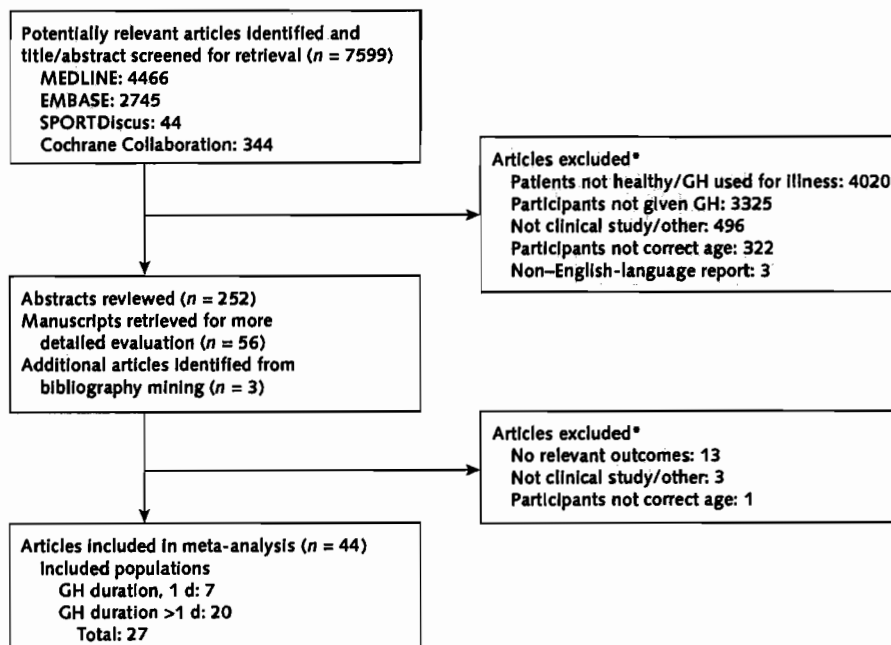 Potentially relevant articles identified and
title/abstract screened for retrieval (n = 7599)
MEDLINE: 4466
EMBASE: 2745
SPORTDiscus: 44
Cochrane Collaboration: 344
Articles excluded*
Patients not healthy/GH used for illness: 4020
Participants not given GH: 3325
Not clinical study/other: 496
Participants not correct age: 322
Non–English-language report: 3
Abstracts reviewed (n = 252)
Manuscripts retrieved for more
detailed evaluation (n = 56)
Additional articles identified from
bibliography mining (n = 3)
Articles excluded*
No relevant outcomes: 13
Not clinical study/other: 3
Participants not correct age: 1
Articles included in meta-analysis (n = 44)
Included populations
GH duration, 1 d: 7
GH duration >1 d: 20
Total: 27